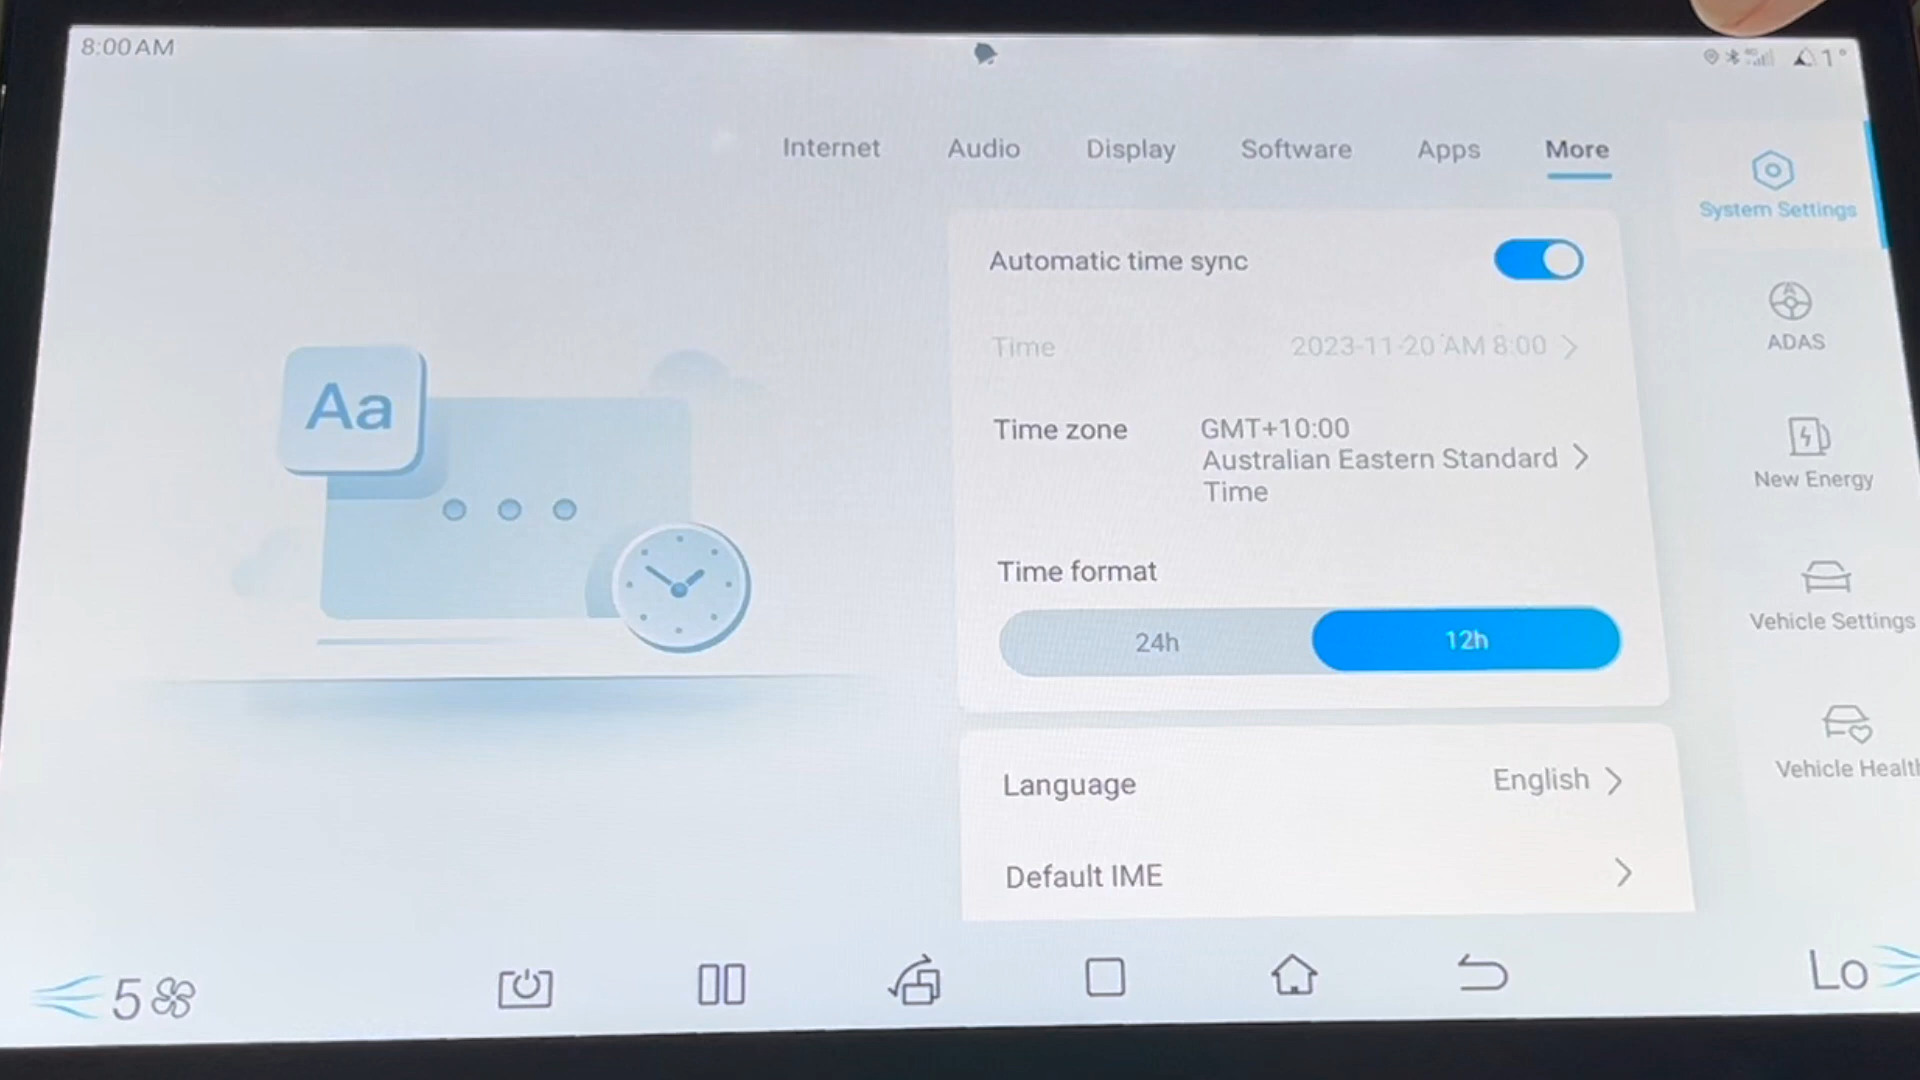 8:00 AM
1°
Internet
Audio
Display
Software
Apps
More
System Settings
Automatic time sync
Time
2023-11-20 AM 8:00
ADAS
Time zone
GMT+10:00
Australian Eastern Standard
Time
New Energy
Aa
Time format
24h
12h
Vehicle Settings
Language
English
Vehicle Health
Default IME
5
Lo